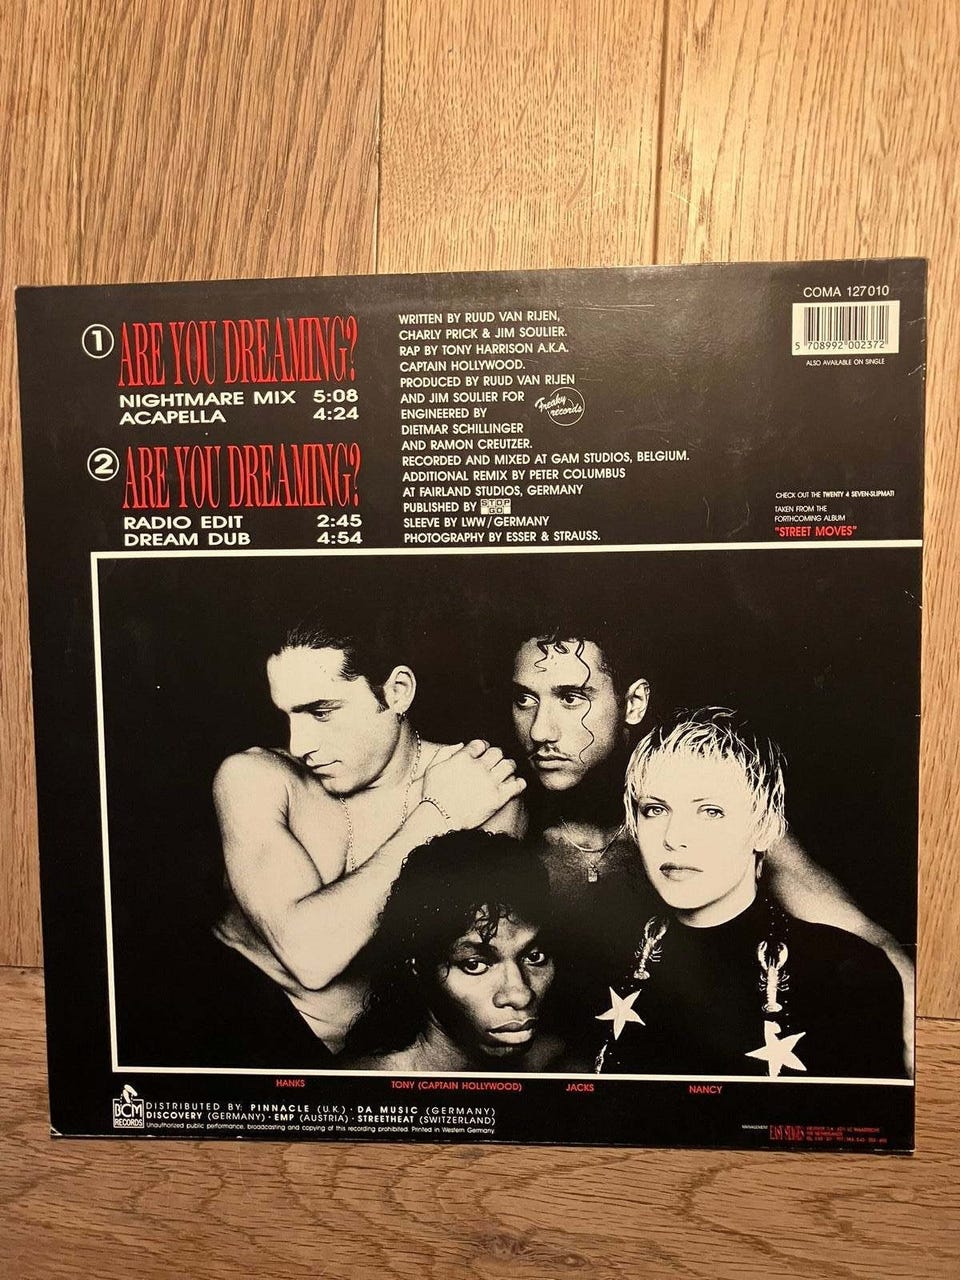 1 ARE YOU DREAMING?
NIGHTMARE MIX 5:08
ACAPELLA 4:24
2 ARE YOU DREAMING?
RADIO EDIT 2:45
DREAM DUB 4:54
WRITTEN BY RUUD VAN RIJEN,
CHARLY PRICK & JIM SOULIER.
RAP BY TONY HARRISON A.K.A.
CAPTAIN HOLLYWOOD.
PRODUCED BY RUUD VAN RIJEN
AND JIM SOULIER FOR Freaky records
ENGINEERED BY
DIETMAR SCHILLINGER
AND RAMON CREUTZER.
RECORDED AND MIXED AT GAM STUDIOS, BELGIUM.
ADDITIONAL REMIX BY PETER COLUMBUS
AT FAIRLAND STUDIOS, GERMANY
PUBLISHED BY STOP GO
SLEEVE BY LWW/GERMANY
PHOTOGRAPHY BY ESSER & STRAUSS.
COMA 127010
5 708992 002372
ALSO AVAILABLE ON SINGLE
CHECK OUT THE TWENTY 4 SEVEN-SLIPMAT!
TAKEN FROM THE
FORTHCOMING ALBUM
"STREET MOVES"
HANKS TONY (CAPTAIN HOLLYWOOD) JACKS NANCY
BCM RECORDS
DISTRIBUTED BY: PINNACLE (U.K.) · DA MUSIC (GERMANY)
DISCOVERY (GERMANY) · EMP (AUSTRIA) · STREETHEAT (SWITZERLAND)
Unauthorized public performance, broadcasting and copying of this recording prohibited. Printed in Western Germany
MANAGEMENT